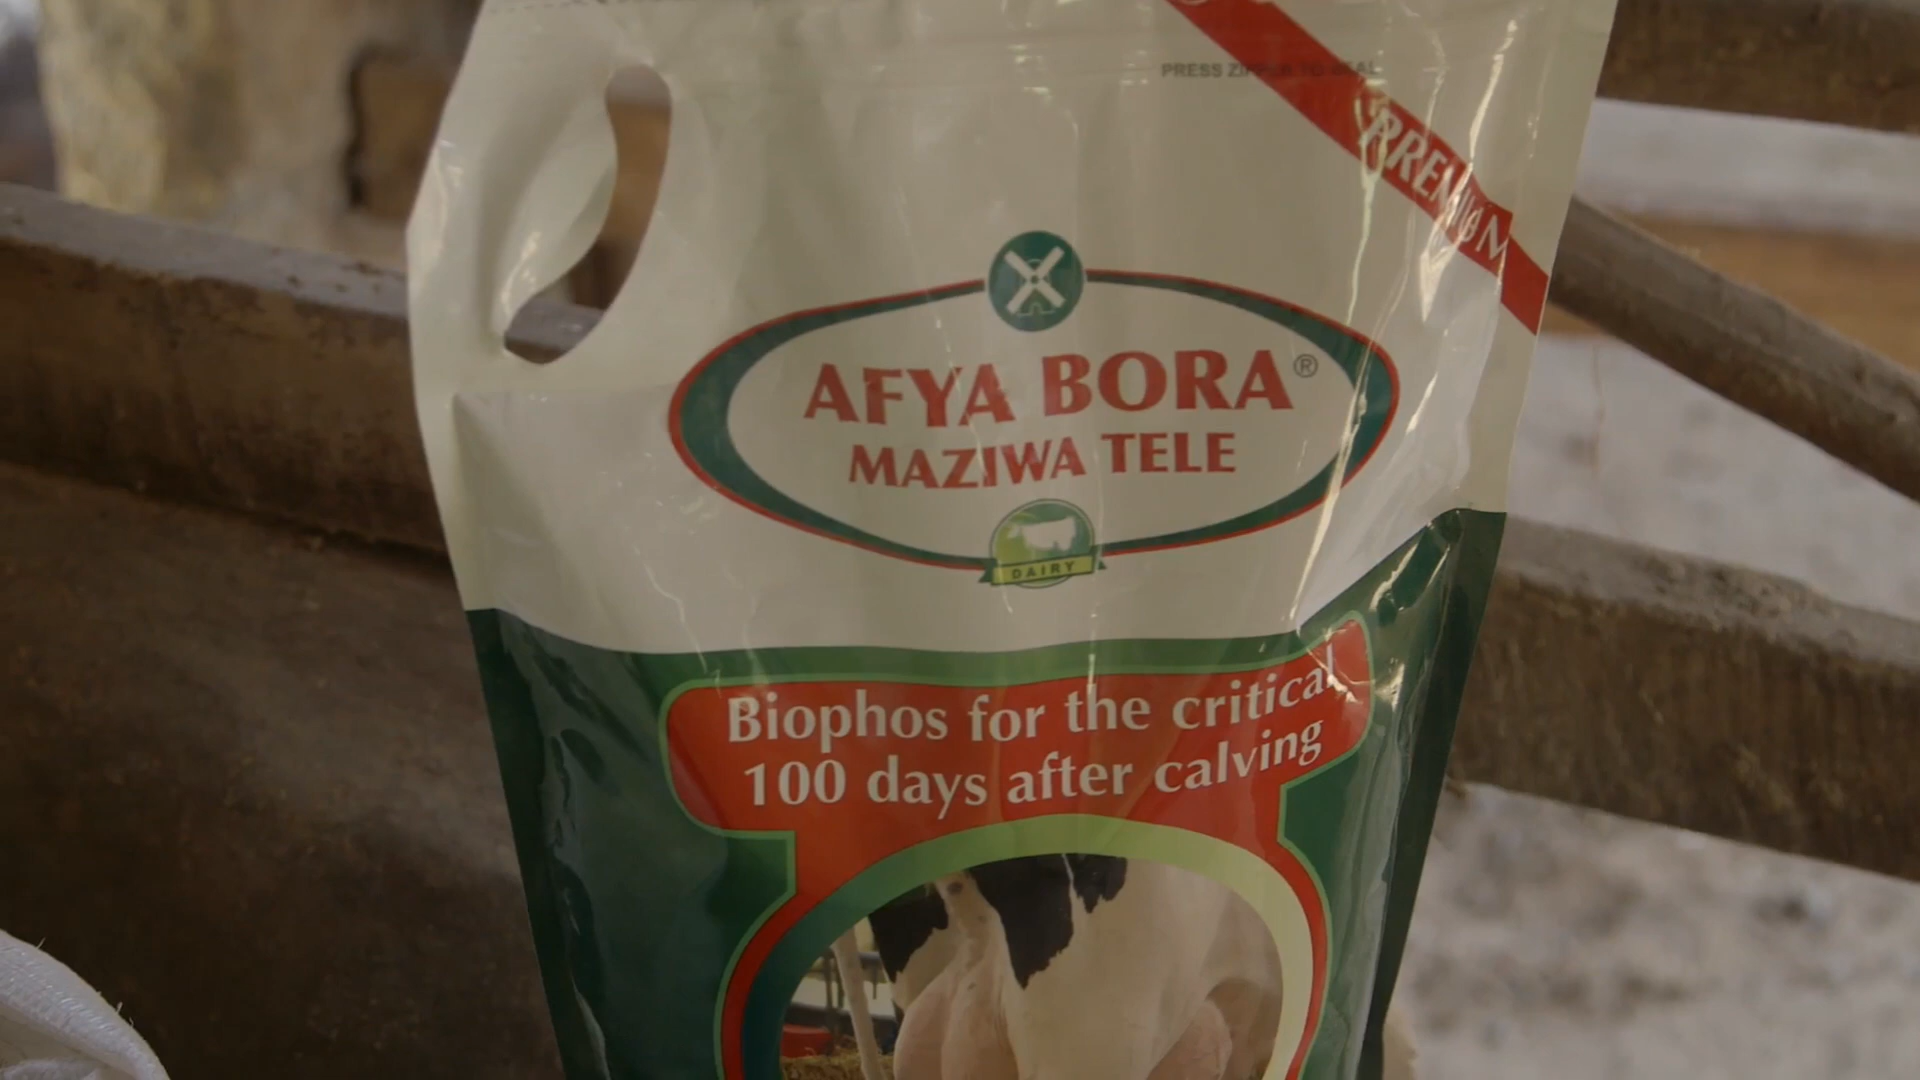 PRESS ZIPPER TO SEAL
PREMIUM
AFYA BORA®
MAZIWA TELE
DAIRY
Biophos for the critical
100 days after calving